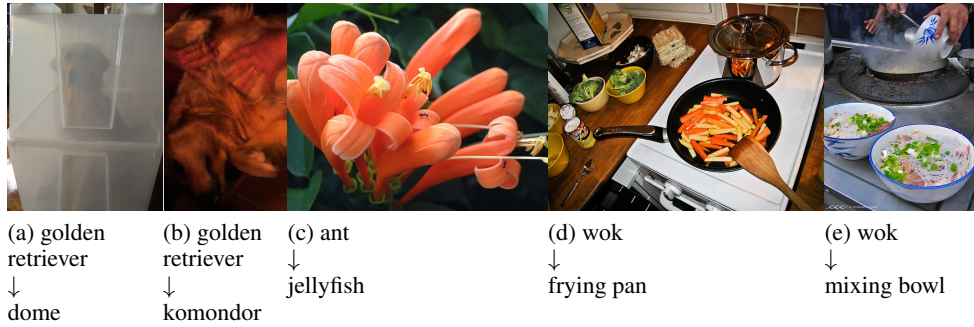 (a) golden
retriever
↓
dome
(b) golden
retriever
↓
komondor
(c) ant
↓
jellyfish
(d) wok
↓
frying pan
(e) wok
↓
mixing bowl